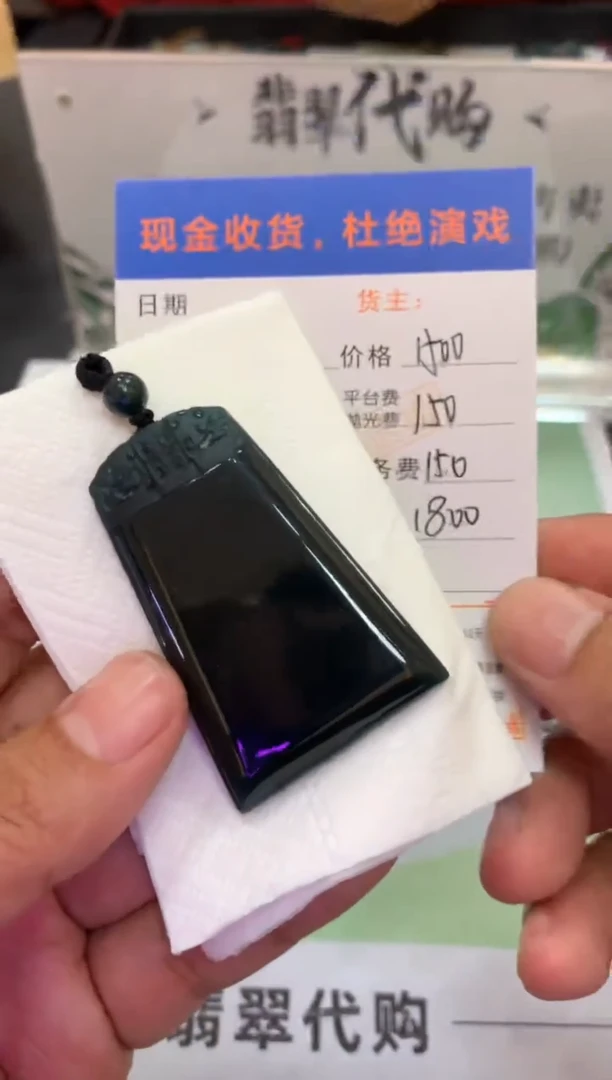 翡翠代购
现金收货，杜绝演戏
日期 货主：
价格 1500
平台费 抛光费 150
务费 150
1800
翡翠代购